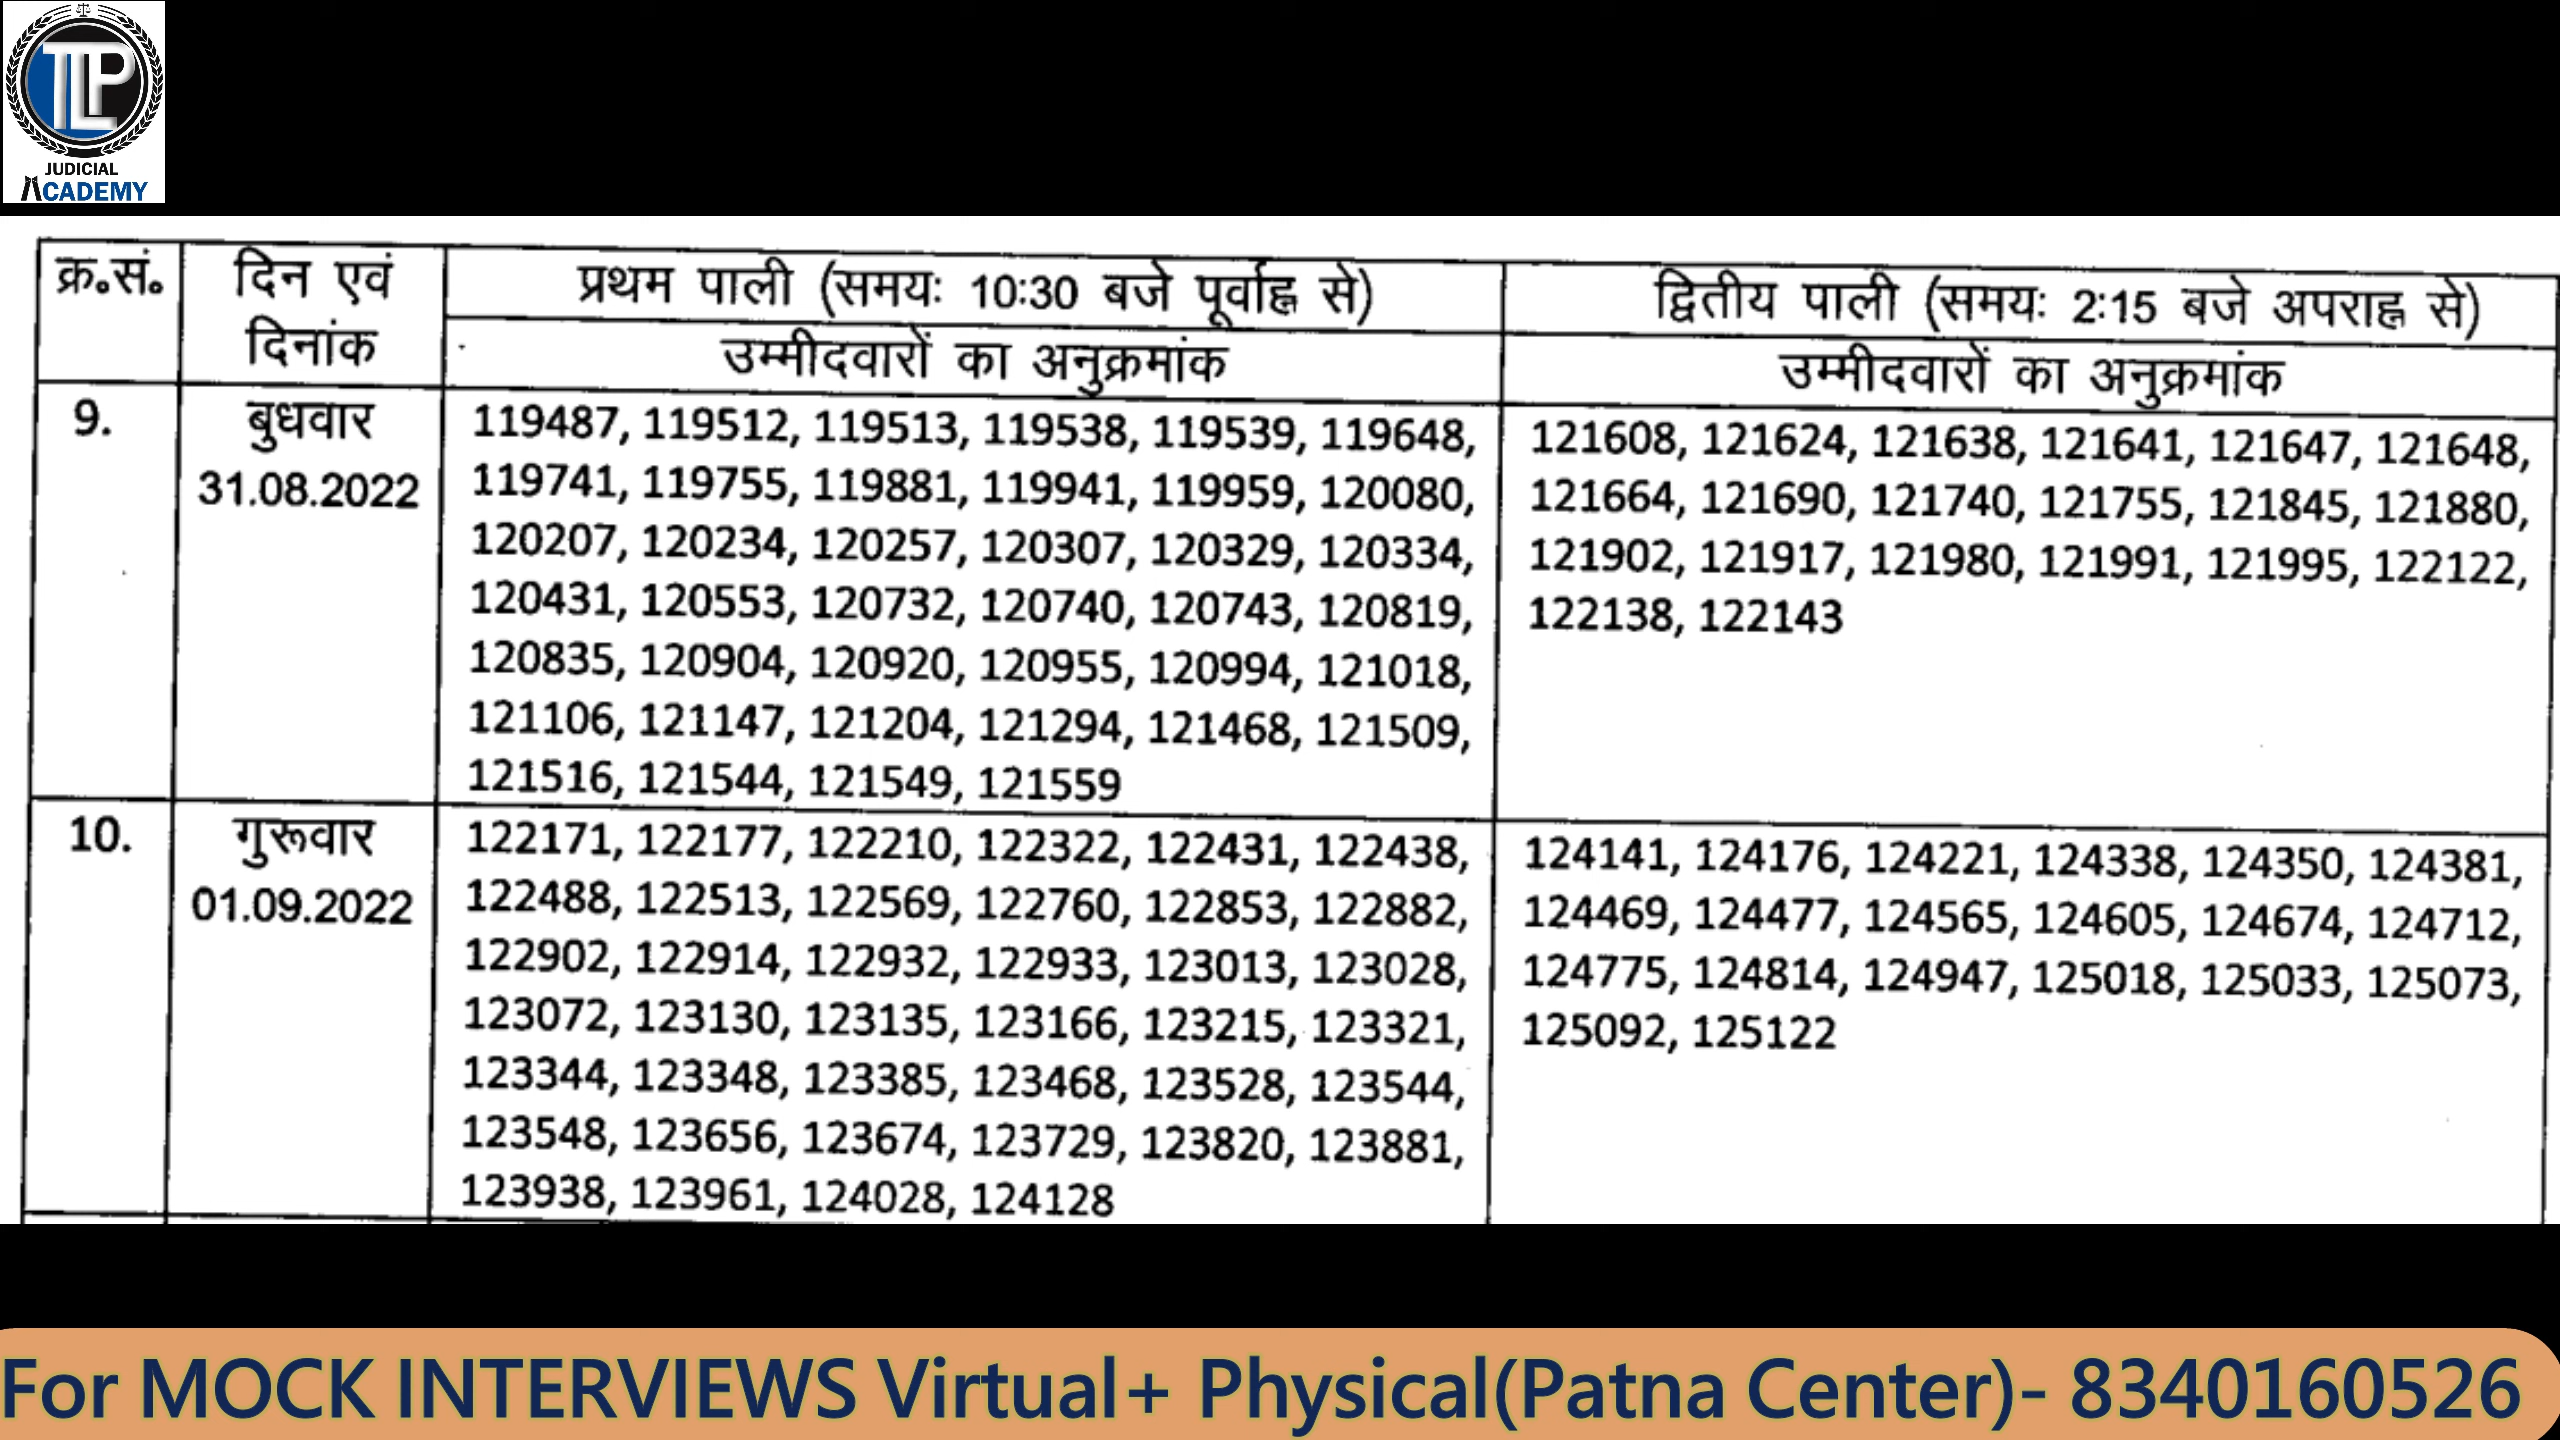 TLP
JUDICIAL
ACADEMY
क्र.सं. दिन एवं दिनांक प्रथम पाली (समयः 10:30 बजे पूर्वाह्न से) द्वितीय पाली (समयः 2:15 बजे अपराह्न से)
उम्मीदवारों का अनुक्रमांक उम्मीदवारों का अनुक्रमांक
9. बुधवार
31.08.2022
119487, 119512, 119513, 119538, 119539, 119648,
119741, 119755, 119881, 119941, 119959, 120080,
120207, 120234, 120257, 120307, 120329, 120334,
120431, 120553, 120732, 120740, 120743, 120819,
120835, 120904, 120920, 120955, 120994, 121018,
121106, 121147, 121204, 121294, 121468, 121509,
121516, 121544, 121549, 121559
121608, 121624, 121638, 121641, 121647, 121648,
121664, 121690, 121740, 121755, 121845, 121880,
121902, 121917, 121980, 121991, 121995, 122122,
122138, 122143
10. गुरूवार
01.09.2022
122171, 122177, 122210, 122322, 122431, 122438,
122488, 122513, 122569, 122760, 122853, 122882,
122902, 122914, 122932, 122933, 123013, 123028,
123072, 123130, 123135, 123166, 123215, 123321,
123344, 123348, 123385, 123468, 123528, 123544,
123548, 123656, 123674, 123729, 123820, 123881,
123938, 123961, 124028, 124128
124141, 124176, 124221, 124338, 124350, 124381,
124469, 124477, 124565, 124605, 124674, 124712,
124775, 124814, 124947, 125018, 125033, 125073,
125092, 125122
For MOCK INTERVIEWS Virtual+ Physical(Patna Center)- 8340160526